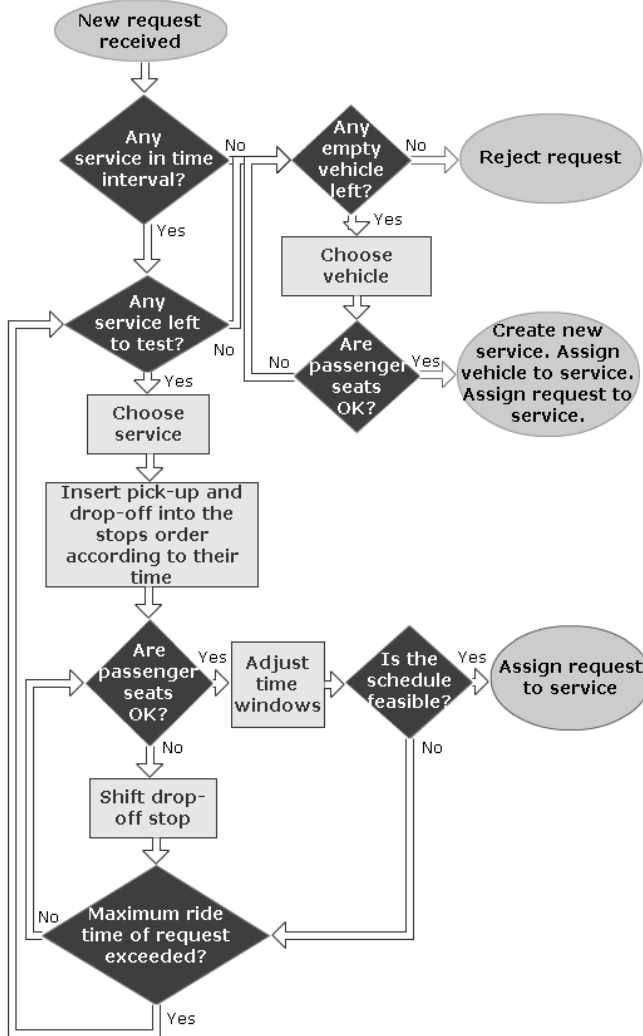 New request
received
Any
service in time
interval?
No
Yes
Any
empty
vehicle
left?
No
Yes
Reject request
Choose
vehicle
Any
service left
to test?
No
Yes
Are
passenger
seats
OK?
No
Yes
Create new
service. Assign
vehicle to service.
Assign request to
service.
Choose
service
Insert pick-up and
drop-off into the
stops order
according to their
time
Are
passenger
seats
OK?
Yes
No
Adjust
time
windows
Is the
schedule
feasible?
Yes
No
Assign request
to service
Shift drop-
off stop
Maximum ride
time of request
exceeded?
No
Yes